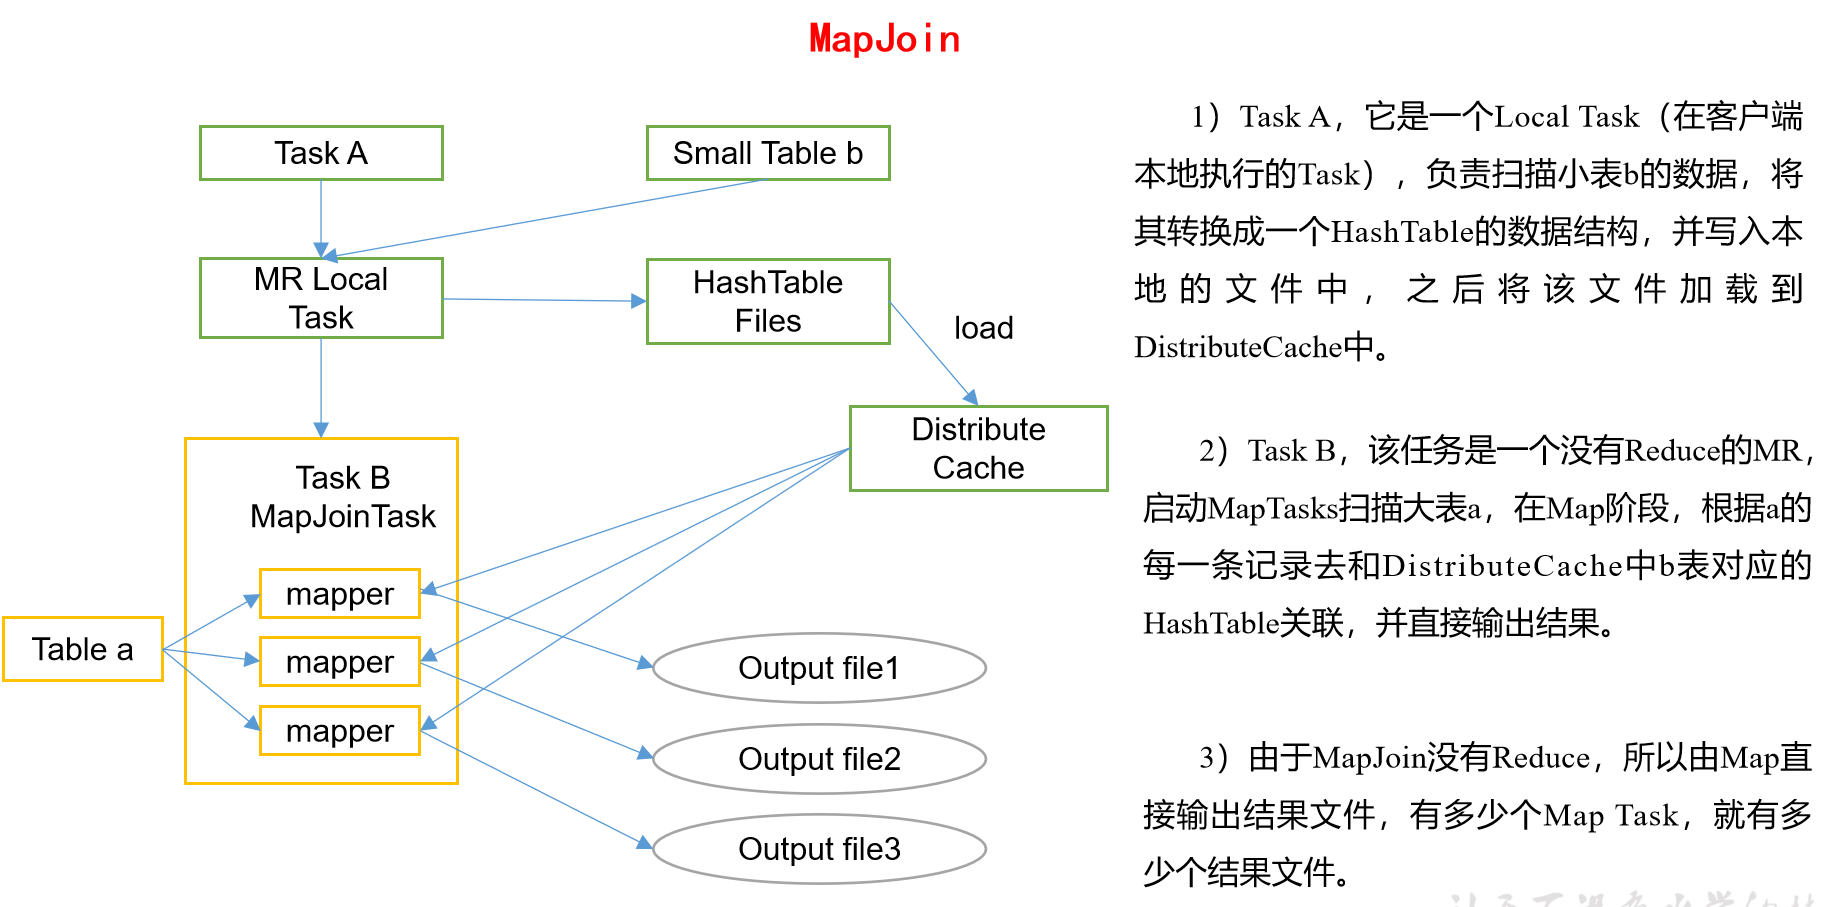 MapJoin
Task A
Small Table b
MR Local
Task
HashTable
Files
load
Distribute
Cache
Task B
MapJoinTask
mapper
mapper
mapper
Table a
Output file1
Output file2
Output file3
1）Task A，它是一个Local Task（在客户端
本地执行的Task），负责扫描小表b的数据，将
其转换成一个HashTable的数据结构，并写入本
地的文件中，之后将该文件加载到
DistributeCache中。
2）Task B，该任务是一个没有Reduce的MR，
启动MapTasks扫描大表a，在Map阶段，根据a的
每一条记录去和DistributeCache中b表对应的
HashTable关联，并直接输出结果。
3）由于MapJoin没有Reduce，所以由Map直
接输出结果文件，有多少个Map Task，就有多
少个结果文件。